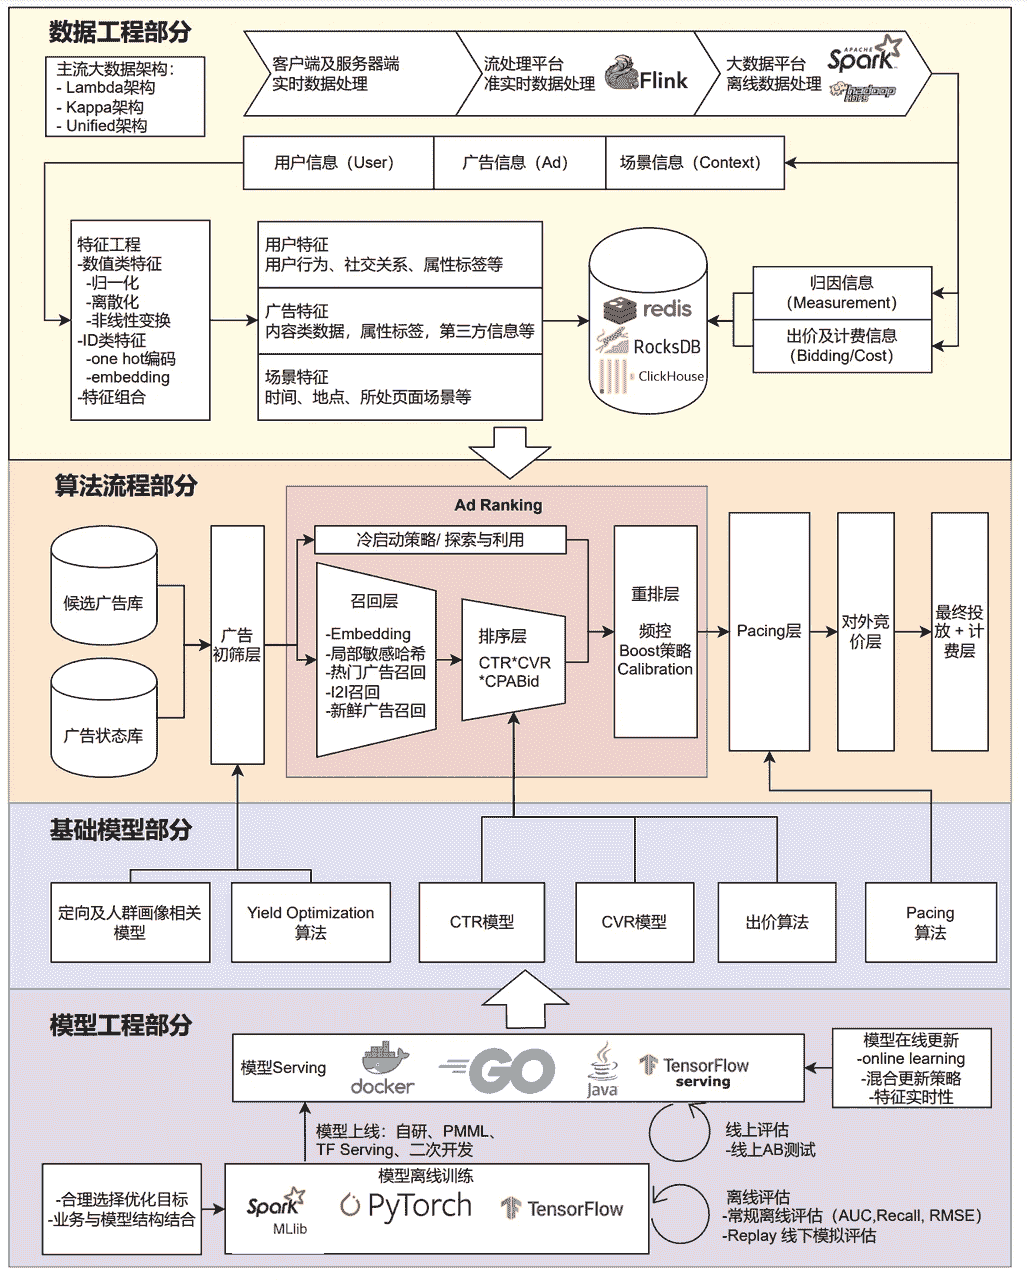 数据工程部分
主流大数据架构：
- Lambda架构
- Kappa架构
- Unified架构
客户端及服务器端
实时数据处理
流处理平台
准实时数据处理
Flink
大数据平台
离线数据处理
APACHE
Spark
hadoop
用户信息（User）
广告信息（Ad）
场景信息（Context）
特征工程
-数值类特征
-归一化
-离散化
-非线性变换
-ID类特征
-one hot编码
-embedding
-特征组合
用户特征
用户行为、社交关系、属性标签等
广告特征
内容类数据，属性标签，第三方信息等
场景特征
时间、地点、所处页面场景等
redis
RocksDB
ClickHouse
归因信息
(Measurement)
出价及计费信息
(Bidding/Cost)
算法流程部分
候选广告库
广告状态库
广告
初筛层
Ad Ranking
冷启动策略/ 探索与利用
召回层
-Embedding
-局部敏感哈希
-热门广告召回
-I2I召回
-新鲜广告召回
排序层
CTR*CVR
*CPABid
重排层
频控
Boost策略
Calibration
Pacing层
对外竞
价层
最终投
放 + 计
费层
基础模型部分
定向及人群画像相关
模型
Yield Optimization
算法
CTR模型
CVR模型
出价算法
Pacing
算法
模型工程部分
模型Serving
docker
GO
Java
TensorFlow
serving
模型在线更新
-online learning
-混合更新策略
-特征实时性
模型上线：自研、PMML、
TF Serving、二次开发
线上评估
-线上AB测试
-合理选择优化目标
-业务与模型结构结合
模型离线训练
Spark
MLlib
PyTorch
TensorFlow
离线评估
-常规离线评估（AUC,Recall, RMSE）
-Replay 线下模拟评估